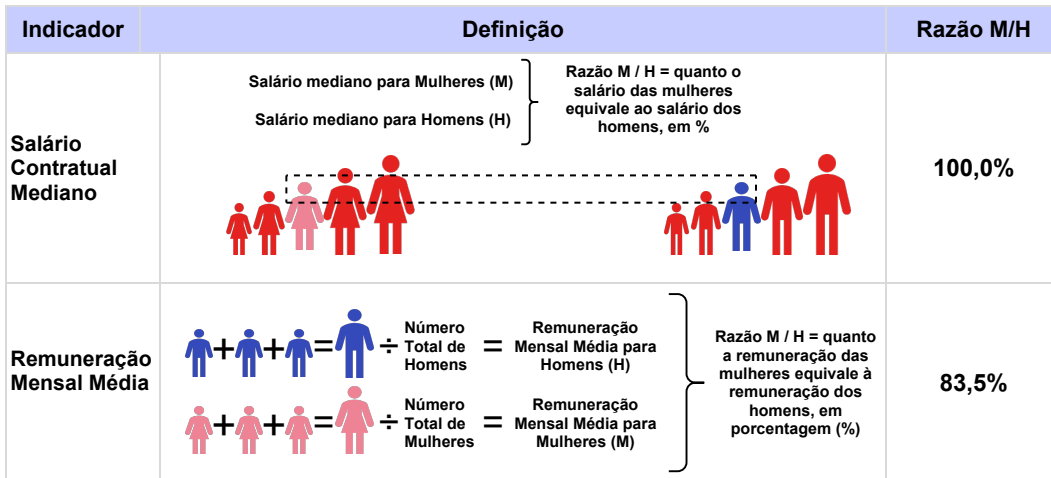 Indicador
Definição
Razão M/H
Salário
Contratual
Mediano
Salário mediano para Mulheres (M)
Salário mediano para Homens (H)
Razão M / H = quanto o
salário das mulheres
equivale ao salário dos
homens, em %
100,0%
Remuneração
Mensal Média
+ + = ÷
Número
Total de
Homens
=
Remuneração
Mensal Média para
Homens (H)
+ + = ÷
Número
Total de
Mulheres
=
Remuneração
Mensal Média para
Mulheres (M)
Razão M / H = quanto
a remuneração das
mulheres equivale à
remuneração dos
homens, em
porcentagem (%)
83,5%